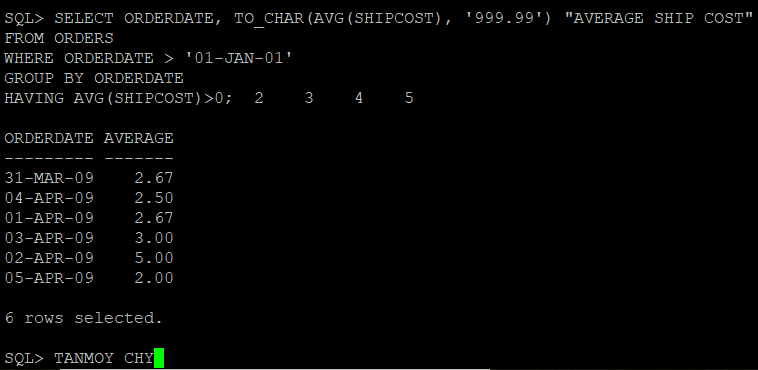 SQL> SELECT ORDERDATE, TO_CHAR(AVG(SHIPCOST), '999.99') "AVERAGE SHIP COST"
FROM ORDERS
WHERE ORDERDATE > '01-JAN-01'
GROUP BY ORDERDATE
HAVING AVG(SHIPCOST)>0;  2    3    4    5
ORDERDATE AVERAGE
--------- -------
31-MAR-09    2.67
04-APR-09    2.50
01-APR-09    2.67
03-APR-09    3.00
02-APR-09    5.00
05-APR-09    2.00
6 rows selected.
SQL> TANMOY CHY